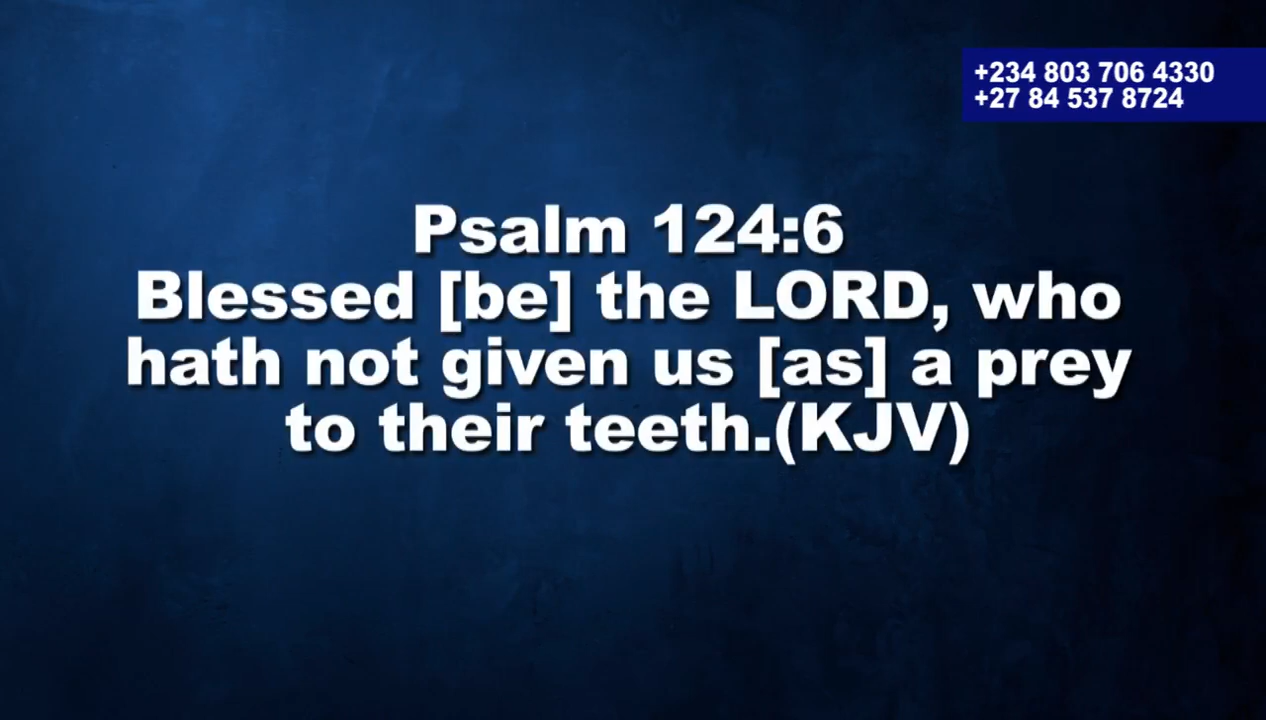 +234 803 706 4330
+27 84 537 8724
Psalm 124:6
Blessed [be] the LORD, who
hath not given us [as] a prey
to their teeth.(KJV)